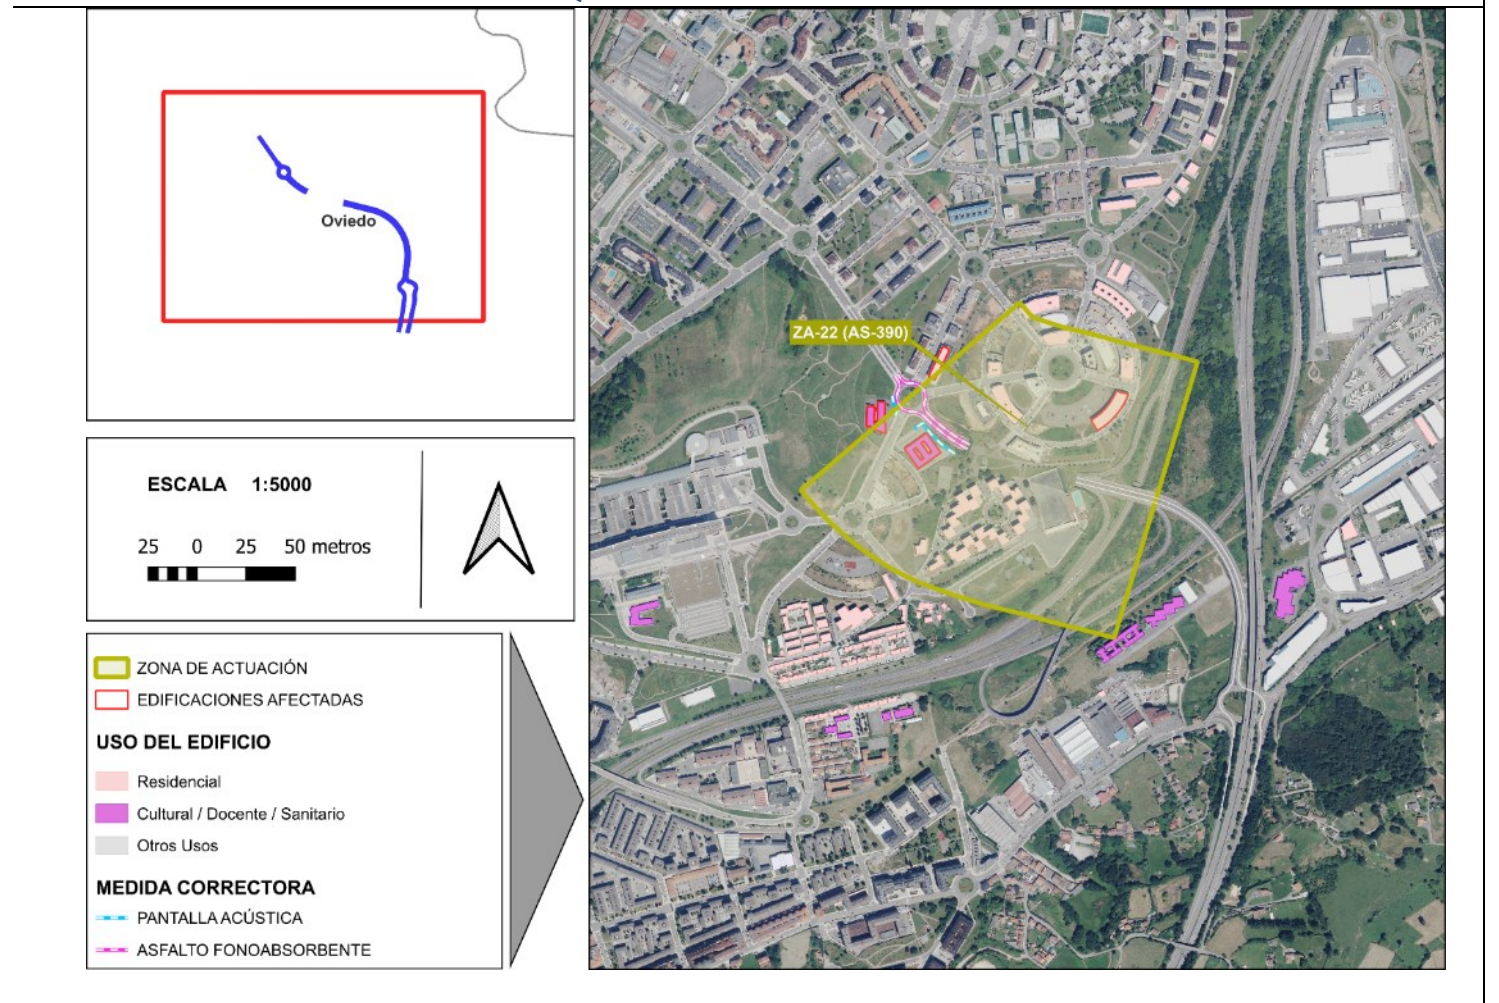 Oviedo
ESCALA 1:5000
25 0 25 50 metros
ZONA DE ACTUACIÓN
EDIFICACIONES AFECTADAS
USO DEL EDIFICIO
Residencial
Cultural / Docente / Sanitario
Otros Usos
MEDIDA CORRECTORA
PANTALLA ACÚSTICA
ASFALTO FONOABSORBENTE
ZA-22 (AS-390)